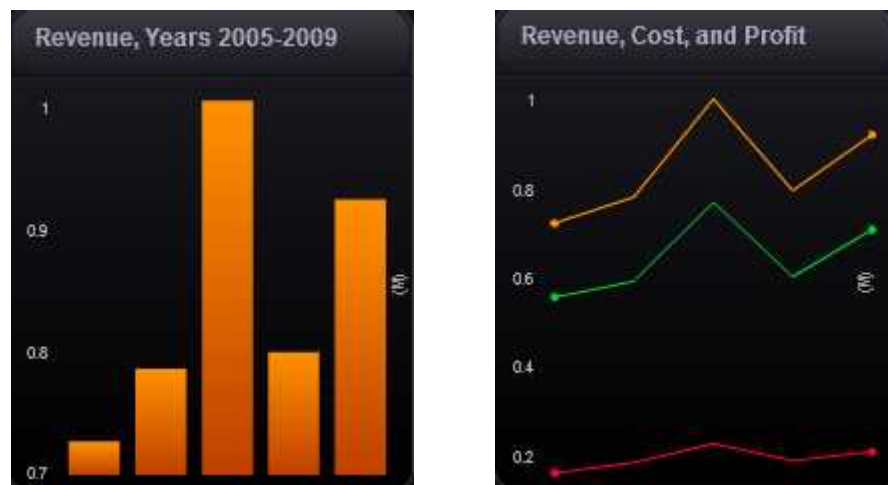 Revenue, Years 2005-2009
1
0.9
0.8
0.7
(M)
Revenue, Cost, and Profit
1
0.8
0.6
0.4
0.2
(M)